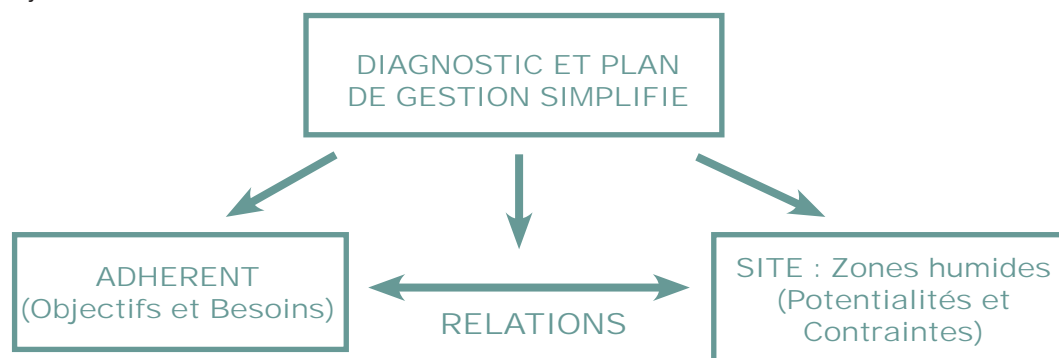 DIAGNOSTIC ET PLAN
DE GESTION SIMPLIFIE
ADHERENT
(Objectifs et Besoins)
RELATIONS
SITE : Zones humides
(Potentialités et
Contraintes)